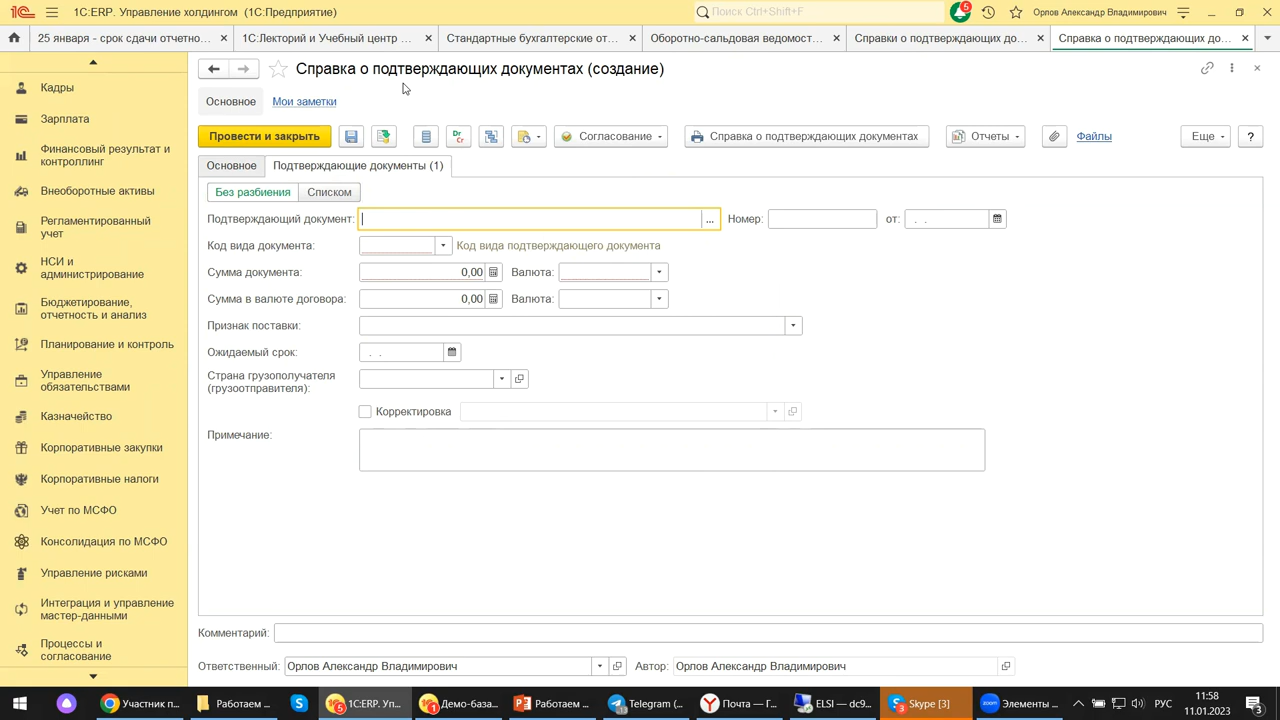 1С:ERP. Управление холдингом (1С:Предприятие)
Поиск Ctrl+Shift+F
5
Орлов Александр Владимирович
25 января - срок сдачи отчетно...
1С:Лекторий и Учебный центр ...
Стандартные бухгалтерские от...
Оборотно-сальдовая ведомост...
Справки о подтверждающих до...
Справка о подтверждающих до...
Кадры
Зарплата
Финансовый результат и
контроллинг
Внеоборотные активы
Регламентированный
учет
НСИ и
администрирование
Бюджетирование,
отчетность и анализ
Планирование и контроль
Управление
обязательствами
Казначейство
Корпоративные закупки
Корпоративные налоги
Учет по МСФО
Консолидация по МСФО
Управление рисками
Интеграция и управление
мастер-данными
Процессы и
согласование
Справка о подтверждающих документах (создание)
Основное
Мои заметки
Провести и закрыть
Дт
Кт
Согласование
Справка о подтверждающих документах
Отчеты
Файлы
Еще
?
Основное
Подтверждающие документы (1)
Без разбиения
Списком
Подтверждающий документ:
...
Номер:
от:
. .
Код вида документа:
Код вида подтверждающего документа
Сумма документа:
0,00
Валюта:
Сумма в валюте договора:
0,00
Валюта:
Признак поставки:
Ожидаемый срок:
. .
Страна грузополучателя
(грузоотправителя):
Корректировка
Примечание:
Комментарий:
Ответственный:
Орлов Александр Владимирович
Автор:
Орлов Александр Владимирович
Участник п...
Работаем ...
5
1С:ERP. Уп...
1
Демо-база...
Работаем ...
Telegram (...
Почта — Г...
ELSI — dc9...
3
Skype [3]
Элементы ...
РУС
11:58
11.01.2023
3